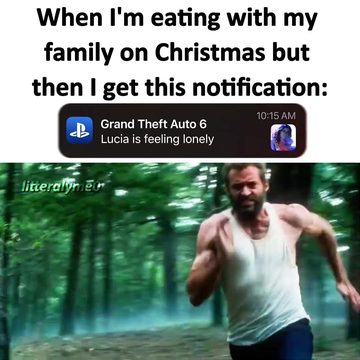 When I'm eating with my
family on Christmas but
then I get this notification:
10:15 AM
Grand Theft Auto 6
Lucia is feeling lonely